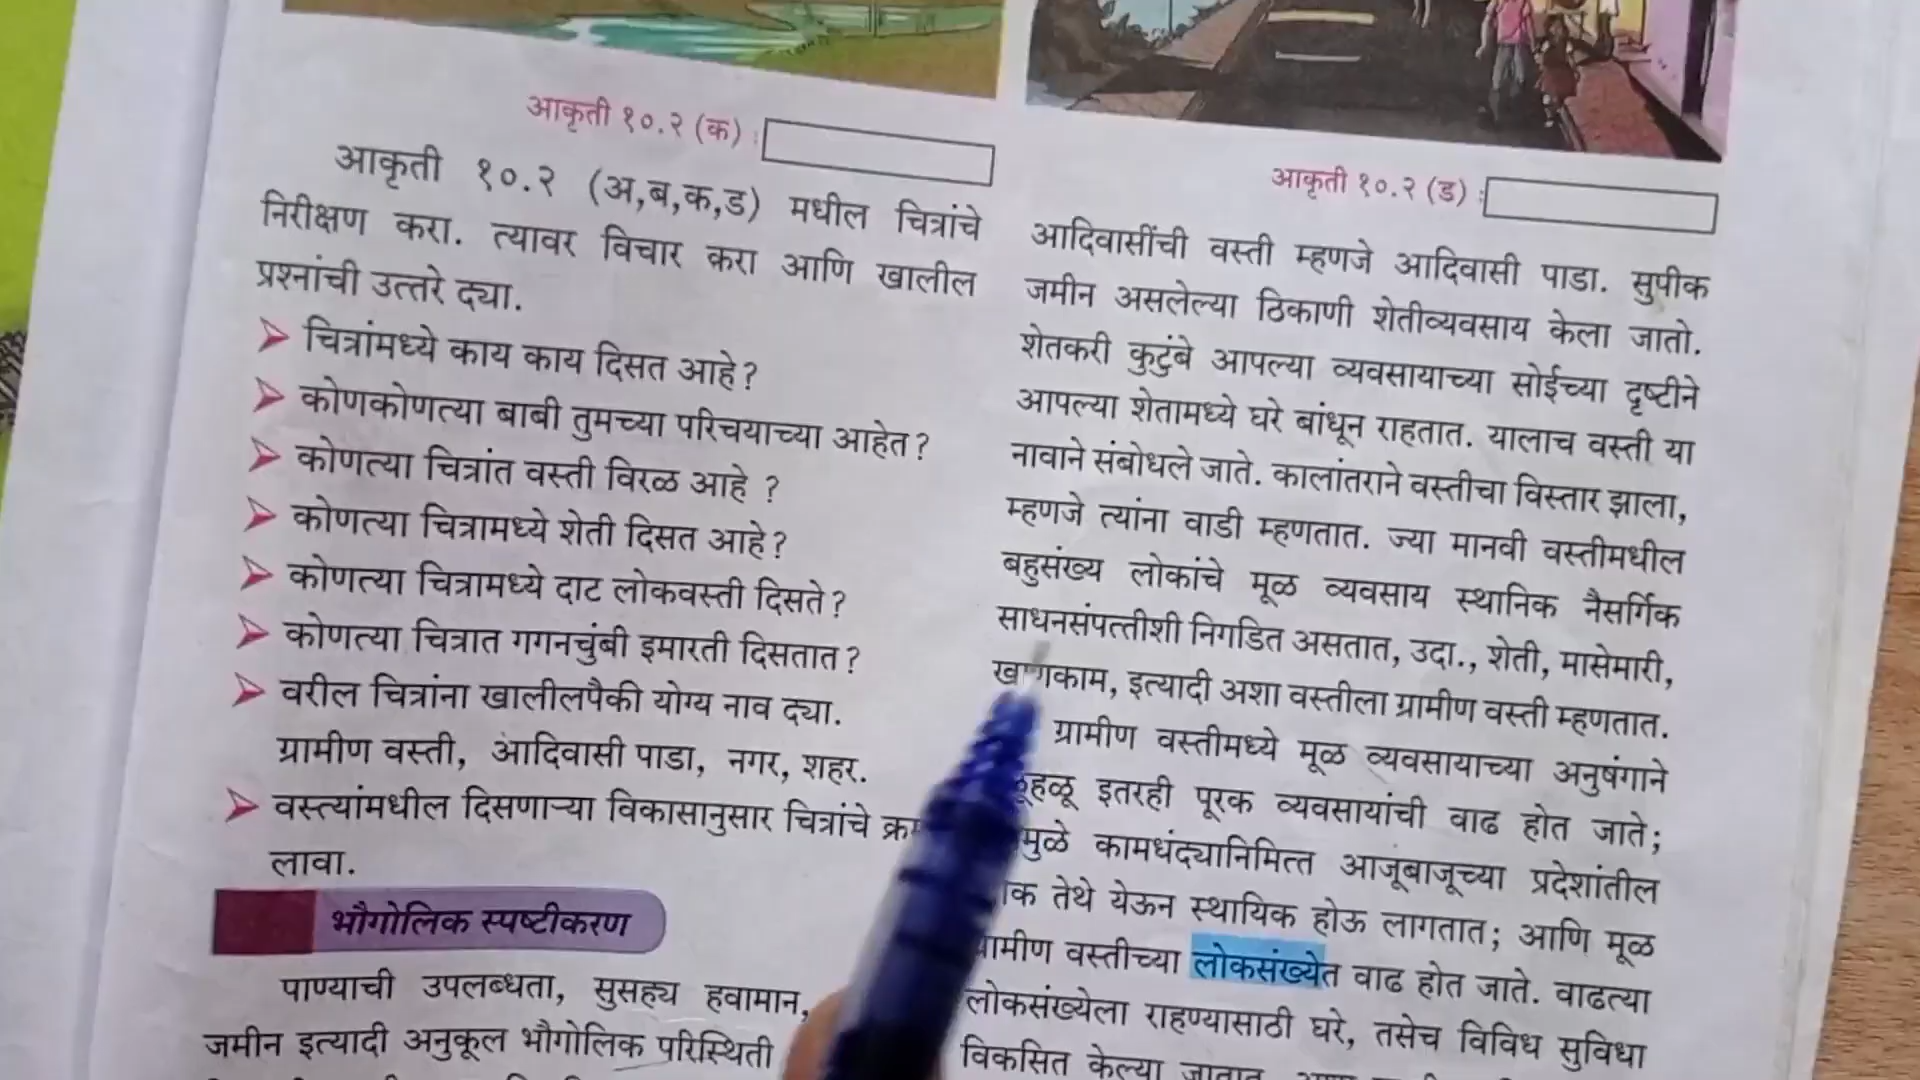 आकृती १०.२ (क) :
आकृती १०.२ (अ,ब,क,ड) मधील चित्रांचे
निरीक्षण करा. त्यावर विचार करा आणि खालील
प्रश्नांची उत्तरे द्या.
चित्रांमध्ये काय काय दिसत आहे?
कोणकोणत्या बाबी तुमच्या परिचयाच्या आहेत?
कोणत्या चित्रांत वस्ती विरळ आहे ?
कोणत्या चित्रामध्ये शेती दिसत आहे?
कोणत्या चित्रामध्ये दाट लोकवस्ती दिसते?
कोणत्या चित्रात गगनचुंबी इमारती दिसतात?
वरील चित्रांना खालीलपैकी योग्य नाव द्या.
ग्रामीण वस्ती, आदिवासी पाडा, नगर, शहर.
वस्त्यांमधील दिसणाऱ्या विकासानुसार चित्रांचे
लावा.
भौगोलिक स्पष्टीकरण
पाण्याची उपलब्धता, सुसह्य हवामान,
जमीन इत्यादी अनुकूल भौगोलिक परिस्थिती
आकृती १०.२ (ड) :
आदिवासींची वस्ती म्हणजे आदिवासी पाडा. सुपीक
जमीन असलेल्या ठिकाणी शेतीव्यवसाय केला जातो.
शेतकरी कुटुंबे आपल्या व्यवसायाच्या सोईच्या दृष्टीने
आपल्या शेतामध्ये घरे बांधून राहतात. यालाच वस्ती या
नावाने संबोधले जाते. कालांतराने वस्तीचा विस्तार झाला,
म्हणजे त्यांना वाडी म्हणतात. ज्या मानवी वस्तीमधील
बहुसंख्य लोकांचे मूळ व्यवसाय स्थानिक नैसर्गिक
साधनसंपत्तीशी निगडित असतात, उदा., शेती, मासेमारी,
खाणकाम, इत्यादी अशा वस्तीला ग्रामीण वस्ती म्हणतात.
ग्रामीण वस्तीमध्ये मूळ व्यवसायाच्या अनुषंगाने
इतरही पूरक व्यवसायांची वाढ होत जाते;
कामधंद्यानिमित्त आजूबाजूच्या प्रदेशांतील
तेथे येऊन स्थायिक होऊ लागतात; आणि मूळ
वस्तीच्या लोकसंख्येत वाढ होत जाते. वाढत्या
लोकसंख्येला राहण्यासाठी घरे, तसेच विविध सुविधा
विकसित केल्या